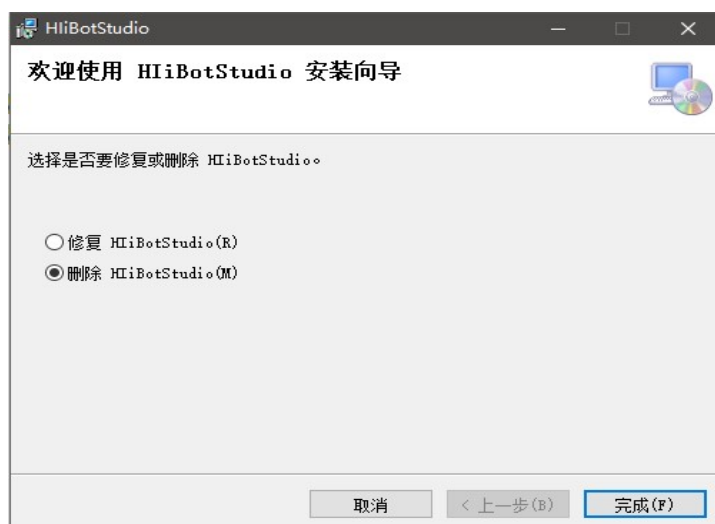 HIiBotStudio
欢迎使用 HIiBotStudio 安装向导
选择是否要修复或删除 HIiBotStudio。
修复 HIiBotStudio(R)
删除 HIiBotStudio(M)
取消
< 上一步(B)
完成(F)